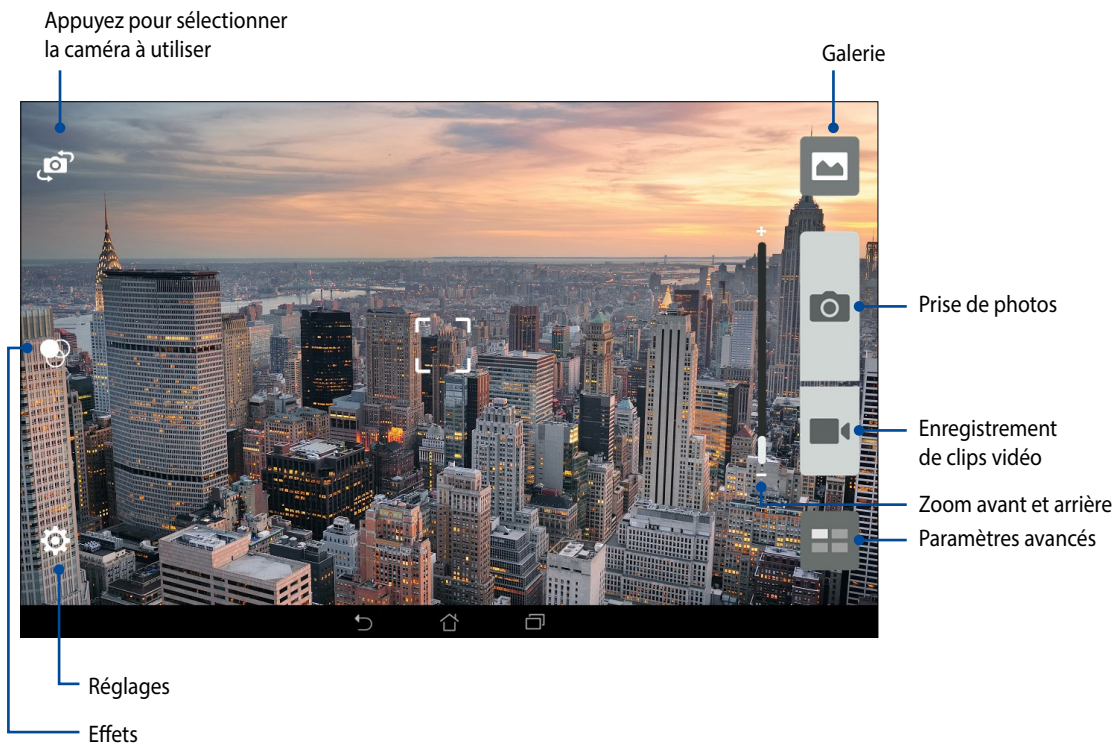 Appuyez pour sélectionner
la caméra à utiliser
Galerie
Prise de photos
Enregistrement
de clips vidéo
Zoom avant et arrière
Paramètres avancés
Réglages
Effets